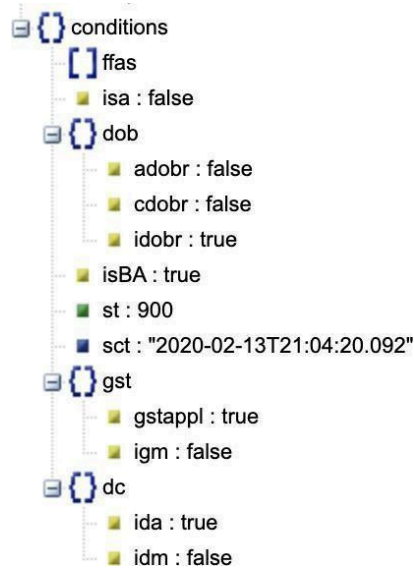 conditions
ffas
isa : false
dob
adobr : false
cdobr : false
idobr : true
isBA : true
st : 900
sct : "2020-02-13T21:04:20.092"
gst
gstappl : true
igm : false
dc
ida : true
idm : false